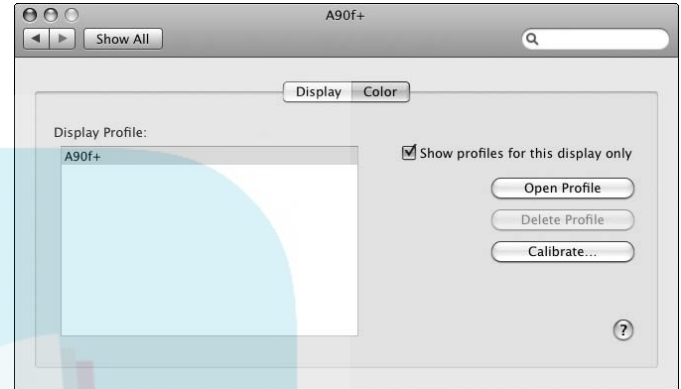 A90f+
Show All
Display Color
Display Profile:
A90f+
Show profiles for this display only
Open Profile
Delete Profile
Calibrate...
?